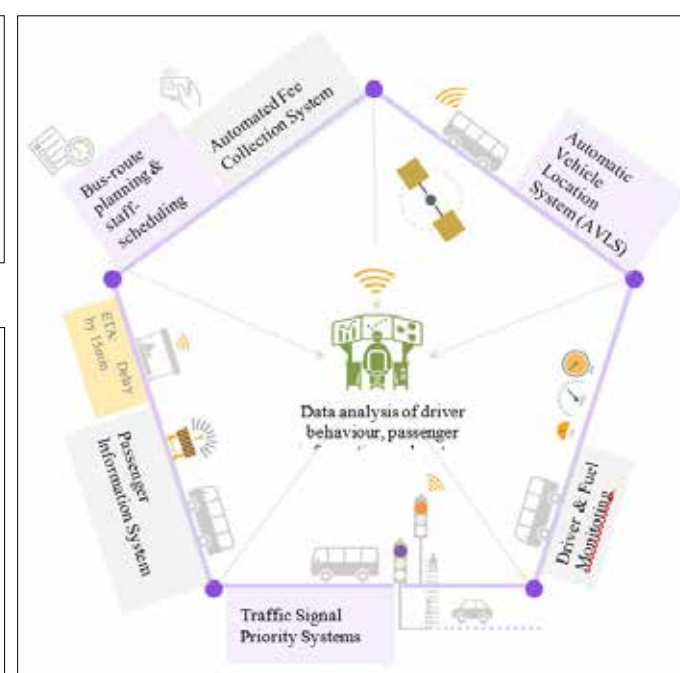 Automated Fee
Collection System
Bus-route
planning &
staff-
scheduling
Automatic
Vehicle
Location
System (AVLS)
ETA: Delay
by 15min
Data analysis of driver
behaviour, passenger
Passenger
Information System
Driver & Fuel
Monitoring
Traffic Signal
Priority Systems